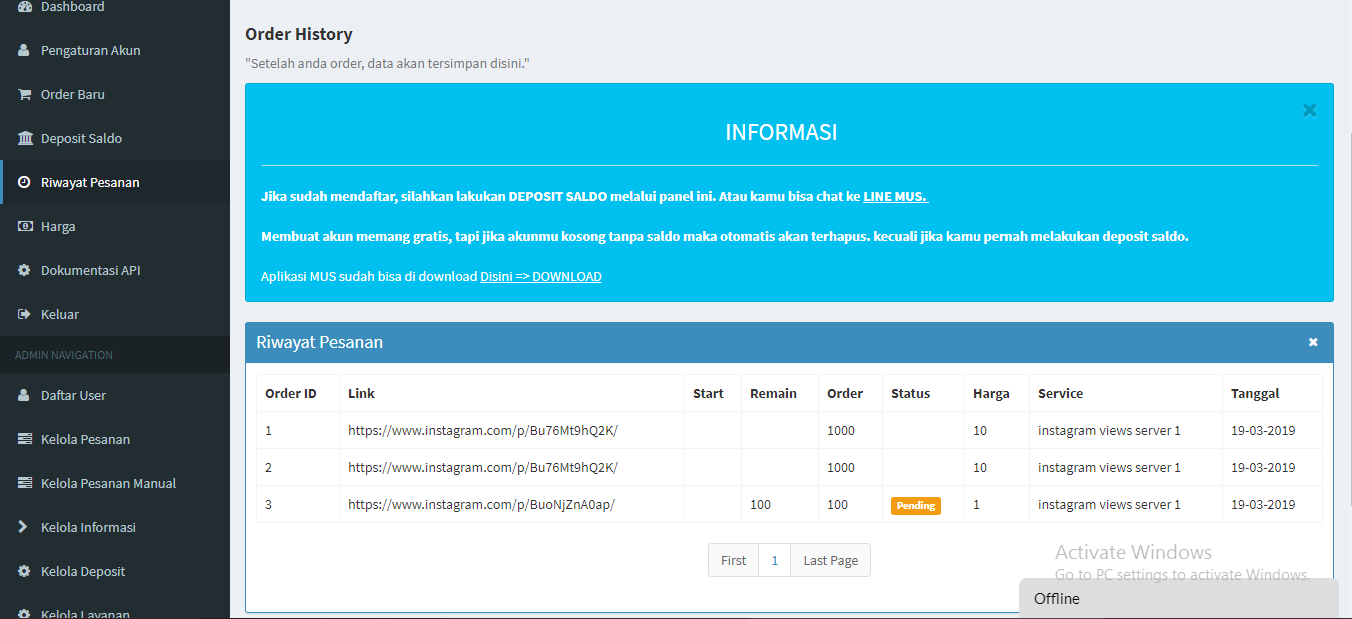 Dashboard
Pengaturan Akun
Order Baru
Deposit Saldo
Riwayat Pesanan
Harga
Dokumentasi API
Keluar
ADMIN NAVIGATION
Daftar User
Kelola Pesanan
Kelola Pesanan Manual
Kelola Informasi
Kelola Deposit
Kelola Layanan
Order History
"Setelah anda order, data akan tersimpan disini."
INFORMASI
Jika sudah mendaftar, silahkan lakukan DEPOSIT SALDO melalui panel ini. Atau kamu bisa chat ke LINE MUS.
Membuat akun memang gratis, tapi jika akunmu kosong tanpa saldo maka otomatis akan terhapus. kecuali jika kamu pernah melakukan deposit saldo.
Aplikasi MUS sudah bisa di download Disini => DOWNLOAD
Riwayat Pesanan
Order ID Link Start Remain Order Status Harga Service Tanggal
1 https://www.instagram.com/p/Bu76Mt9hQ2K/ 1000 10 instagram views server 1 19-03-2019
2 https://www.instagram.com/p/Bu76Mt9hQ2K/ 1000 10 instagram views server 1 19-03-2019
3 https://www.instagram.com/p/BuoNjZnA0ap/ 100 100 Pending 1 instagram views server 1 19-03-2019
First 1 Last Page
Activate Windows
Go to PC settings to activate Windows.
Offline